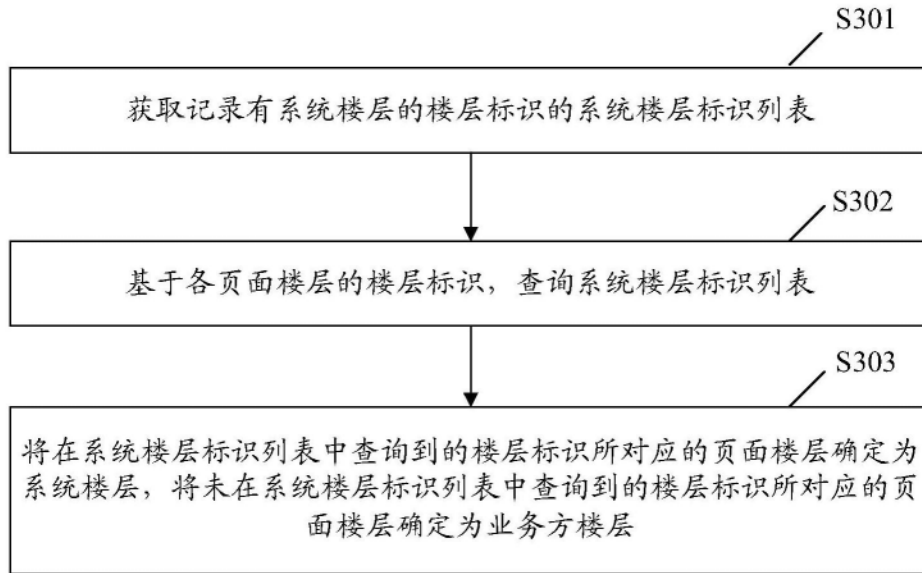 S301
获取记录有系统楼层的楼层标识的系统楼层标识列表
S302
基于各页面楼层的楼层标识，查询系统楼层标识列表
S303
将在系统楼层标识列表中查询到的楼层标识所对应的页面楼层确定为
系统楼层，将未在系统楼层标识列表中查询到的楼层标识所对应的页
面楼层确定为业务方楼层